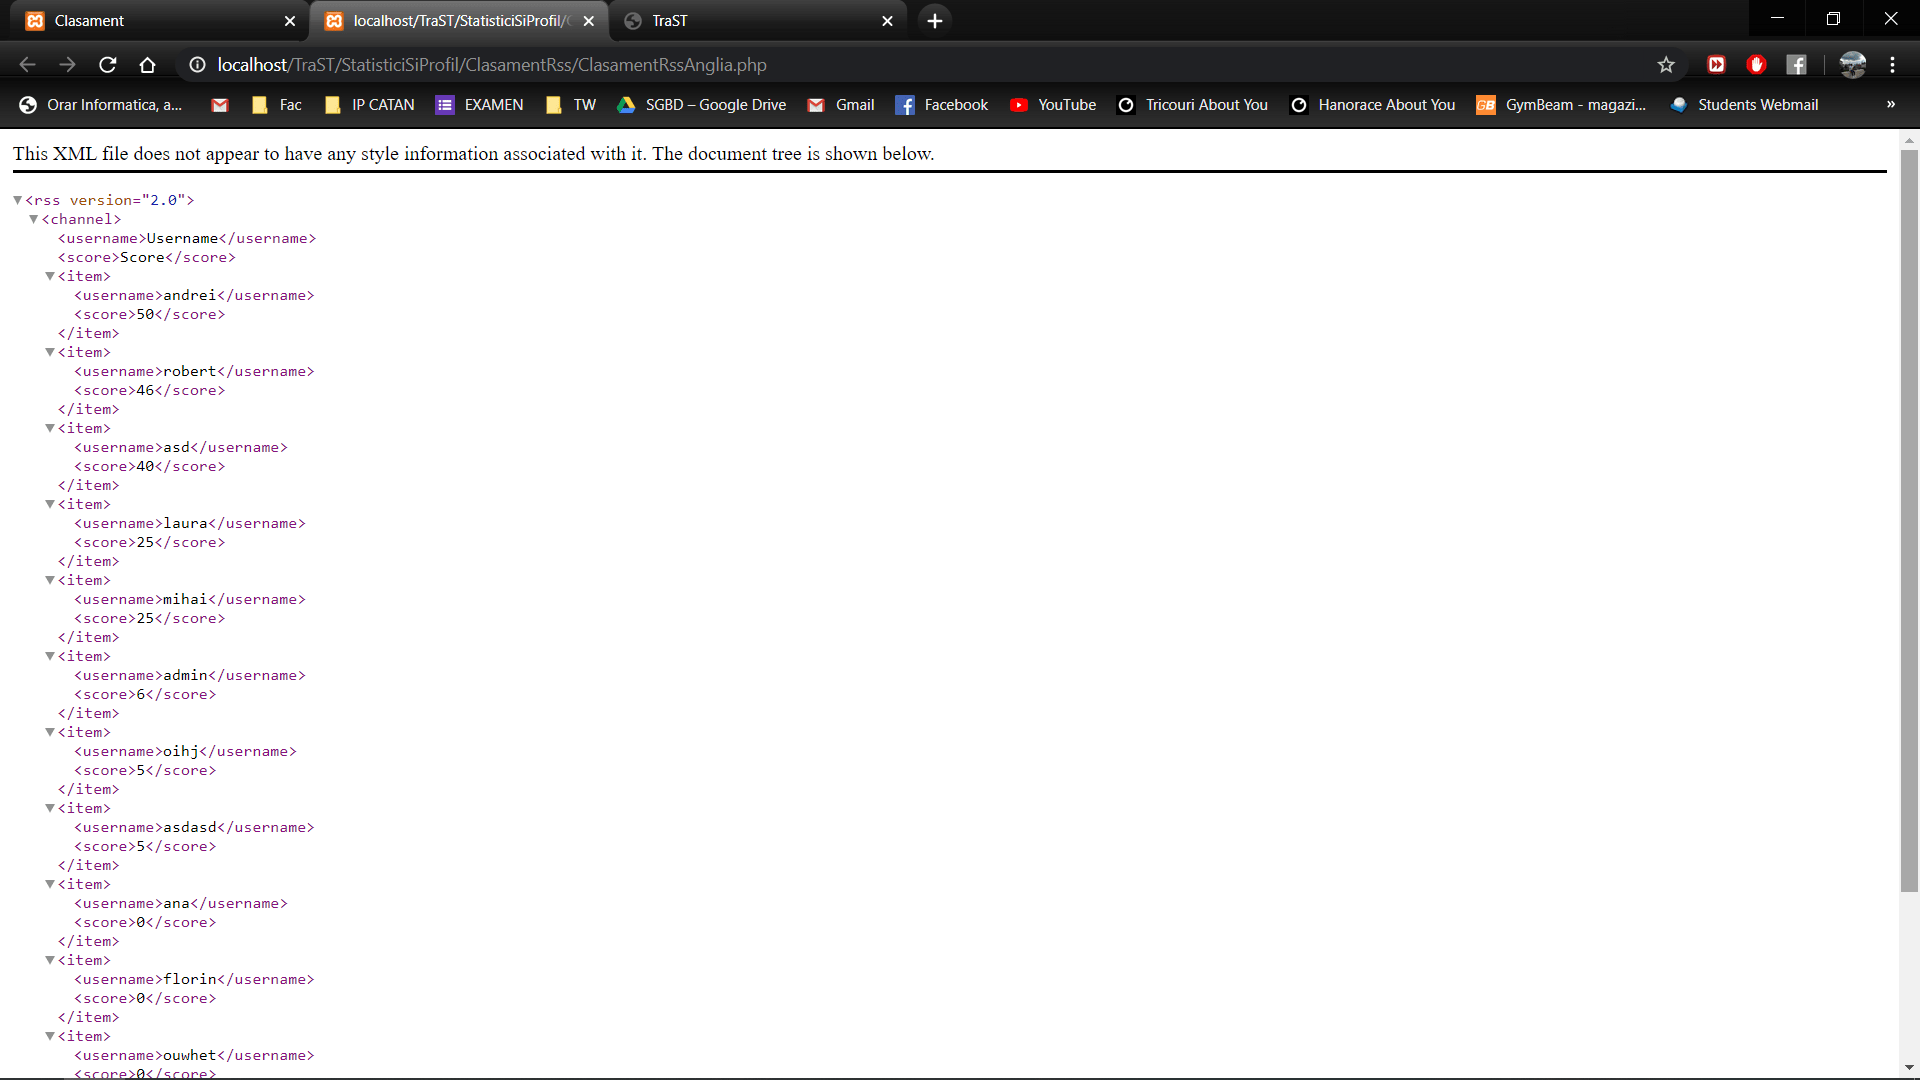 Clasament
localhost/TraST/StatisticiSiProfil/
TraST
localhost/TraST/StatisticiSiProfil/ClasamentRss/ClasamentRssAnglia.php
Orar Informatica, a... Fac IP CATAN EXAMEN TW SGBD – Google Drive Gmail Facebook YouTube Tricouri About You Hanorace About You GymBeam - magazi... Students Webmail »
This XML file does not appear to have any style information associated with it. The document tree is shown below.
▼<rss version="2.0">
▼<channel>
<username>Username</username>
<score>Score</score>
▼<item>
<username>andrei</username>
<score>50</score>
</item>
▼<item>
<username>robert</username>
<score>46</score>
</item>
▼<item>
<username>asd</username>
<score>40</score>
</item>
▼<item>
<username>laura</username>
<score>25</score>
</item>
▼<item>
<username>mihai</username>
<score>25</score>
</item>
▼<item>
<username>admin</username>
<score>6</score>
</item>
▼<item>
<username>oihj</username>
<score>5</score>
</item>
▼<item>
<username>asdasd</username>
<score>5</score>
</item>
▼<item>
<username>ana</username>
<score>0</score>
</item>
▼<item>
<username>florin</username>
<score>0</score>
</item>
▼<item>
<username>ouwhet</username>
<score>0</score>